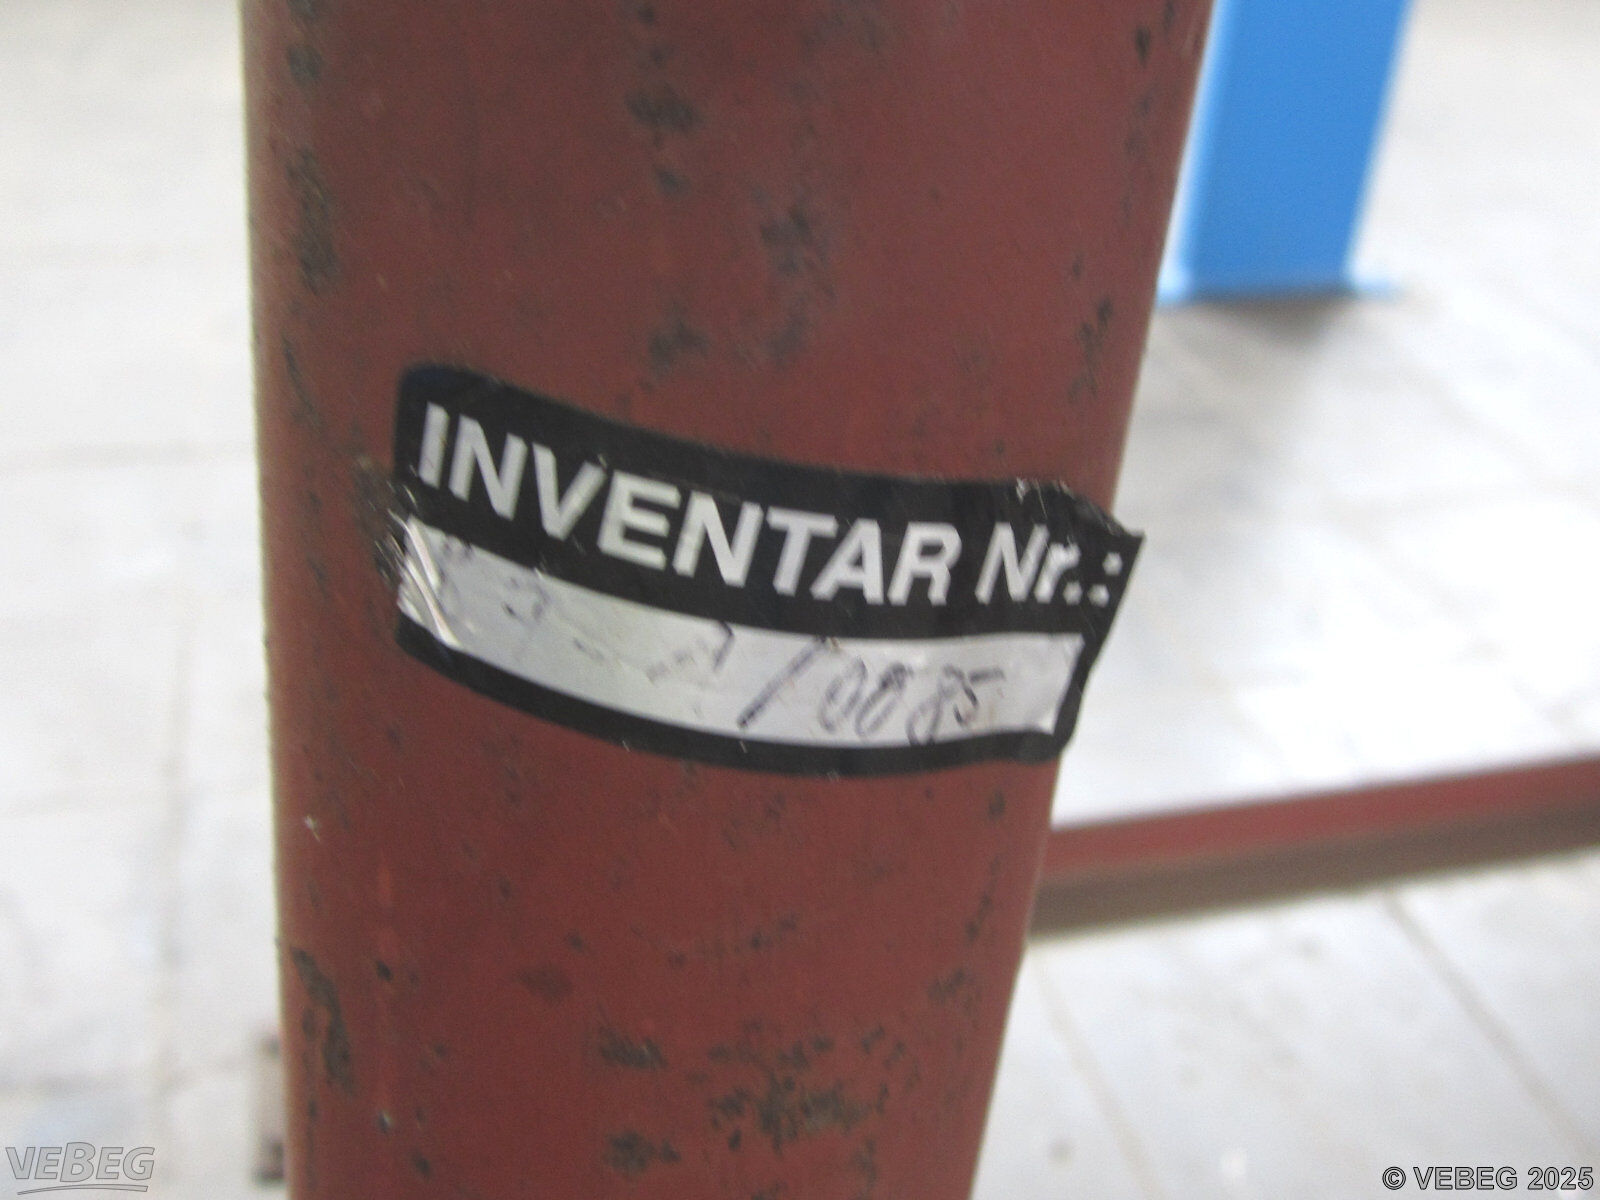 INVENTAR Nr.:
/0085
VEBEG
© VEBEG 2025